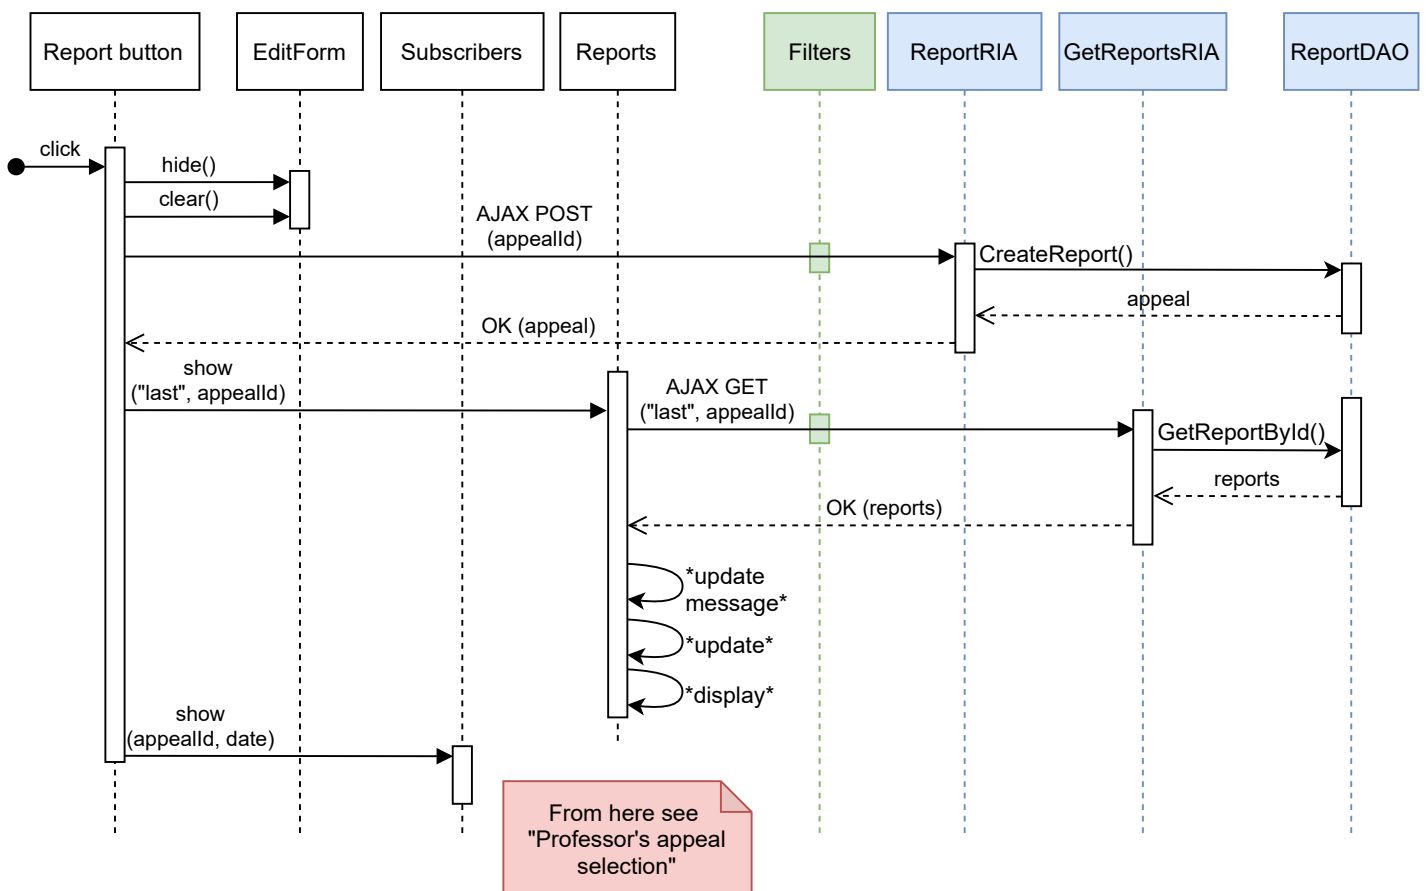 Report button
EditForm
Subscribers
Reports
Filters
ReportRIA
GetReportsRIA
ReportDAO
click
hide()
clear()
AJAX POST
(appealId)
CreateReport()
appeal
OK (appeal)
show
("last", appealId)
AJAX GET
("last", appealId)
GetReportById()
reports
OK (reports)
*update
message*
*update*
*display*
show
(appealId, date)
From here see
"Professor's appeal
selection"